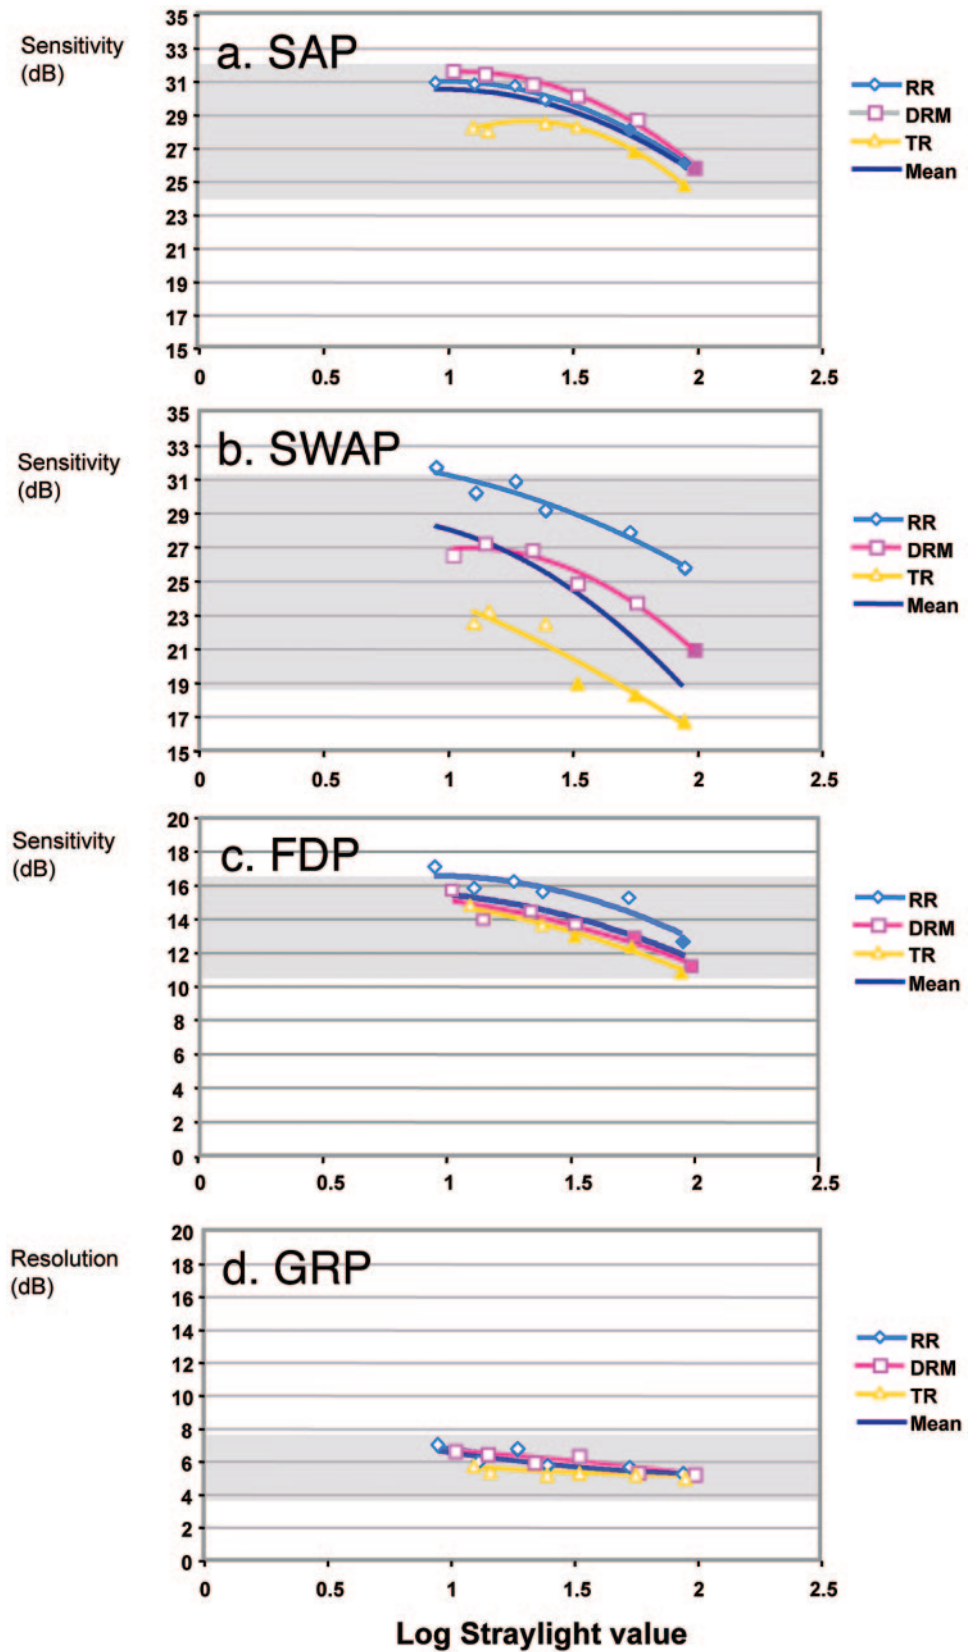 Sensitivity
(dB)
a. SAP
35
33
31
29
27
25
23
21
19
17
15
0 0.5 1 1.5 2 2.5
RR
DRM
TR
Mean
Sensitivity
(dB)
b. SWAP
35
33
31
29
27
25
23
21
19
17
15
0 0.5 1 1.5 2 2.5
RR
DRM
TR
Mean
Sensitivity
(dB)
c. FDP
20
18
16
14
12
10
8
6
4
2
0
0 0.5 1 1.5 2 2.5
RR
DRM
TR
Mean
Resolution
(dB)
d. GRP
20
18
16
14
12
10
8
6
4
2
0
0 0.5 1 1.5 2 2.5
RR
DRM
TR
Mean
Log Straylight value